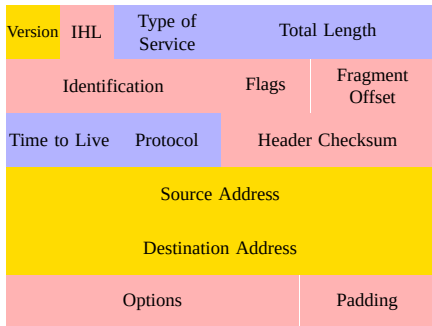 Version IHL Type of Service Total Length
Identification Flags Fragment Offset
Time to Live Protocol Header Checksum
Source Address
Destination Address
Options Padding